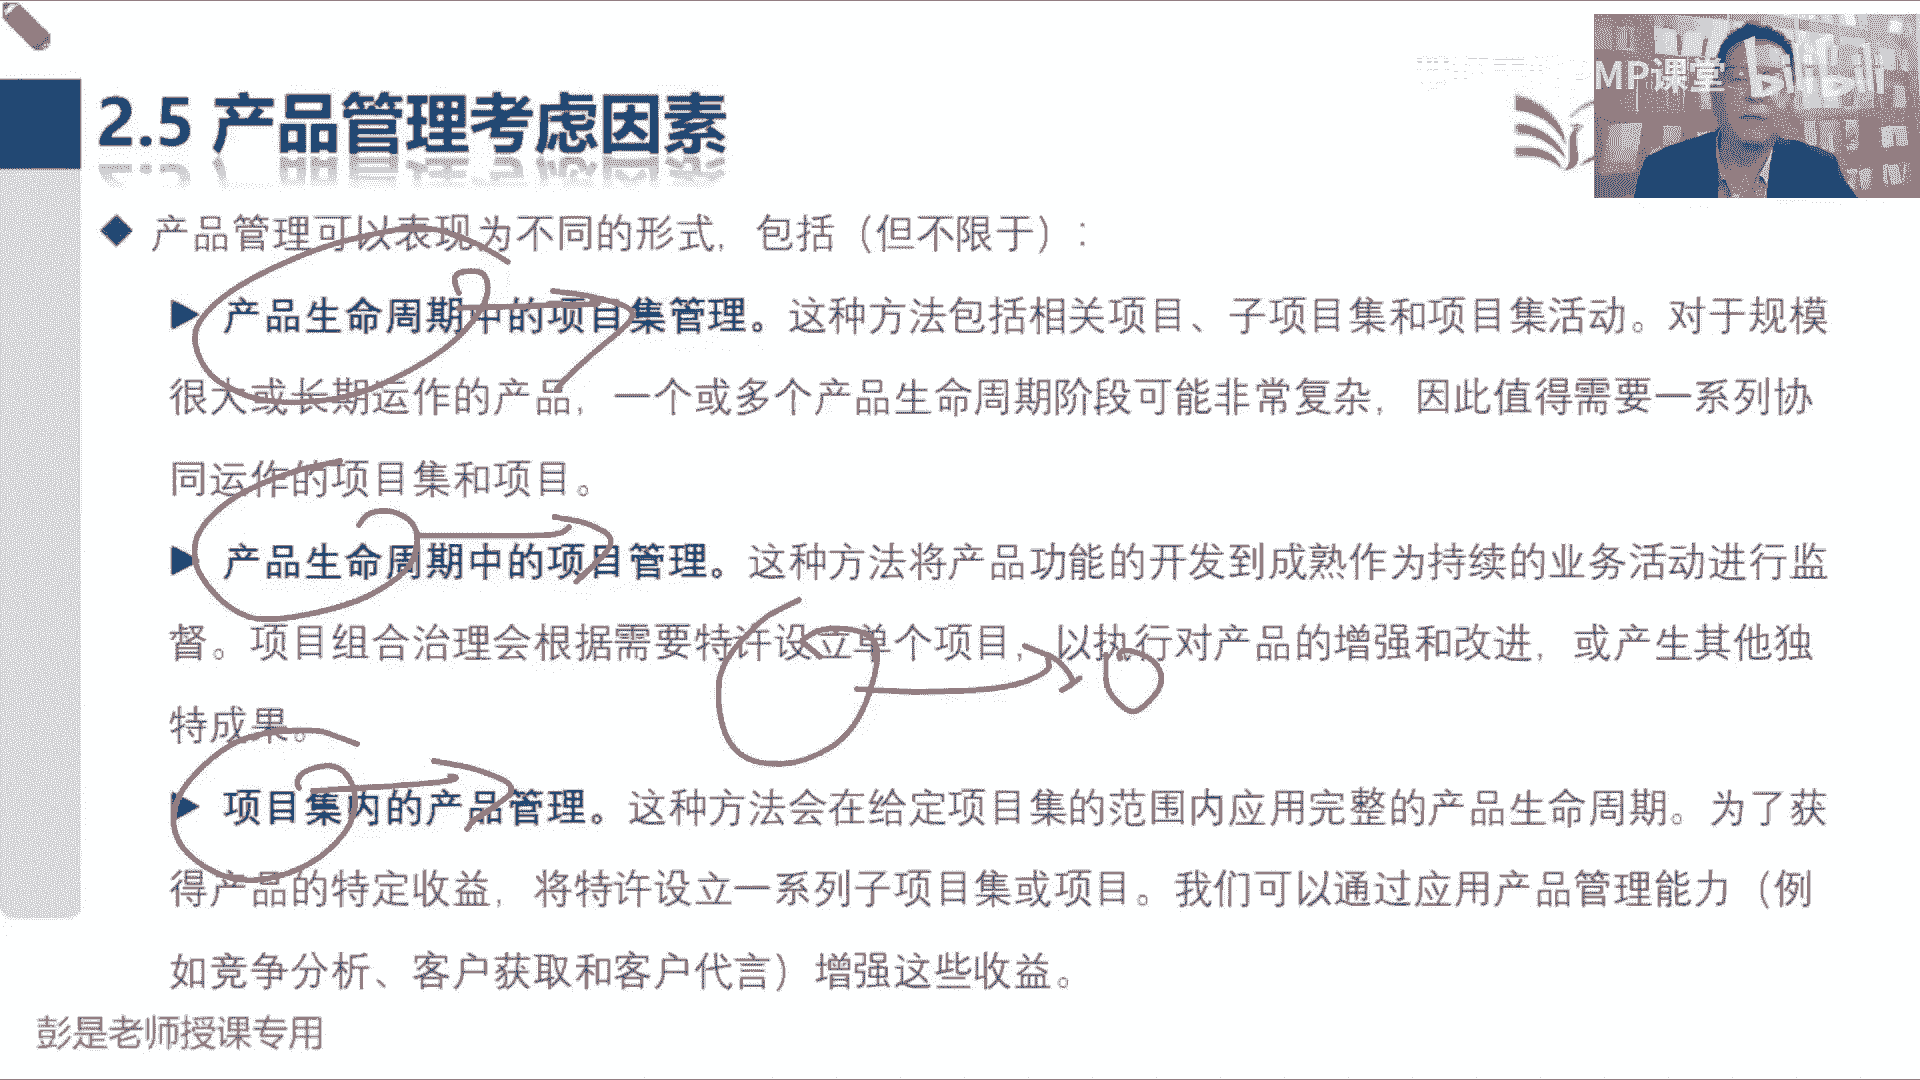 MP课堂 bilibili
2.5 产品管理考虑因素
◆ 产品管理可以表现为不同的形式，包括（但不限于）：
▶ 产品生命周期中的项目集管理。这种方法包括相关项目、子项目集和项目集活动。对于规模
很大或长期运作的产品，一个或多个产品生命周期阶段可能非常复杂，因此值得需要一系列协
同运作的项目集和项目。
▶ 产品生命周期中的项目管理。这种方法将产品功能的开发到成熟作为持续的业务活动进行监
督。项目组合治理会根据需要特许设立单个项目，以执行对产品的增强和改进，或产生其他独
特成果。
▶ 项目集内的产品管理。这种方法会在给定项目集的范围内应用完整的产品生命周期。为了获
得产品的特定收益，将特许设立一系列子项目集或项目。我们可以通过应用产品管理能力（例
如竞争分析、客户获取和客户代言）增强这些收益。
彭是老师授课专用